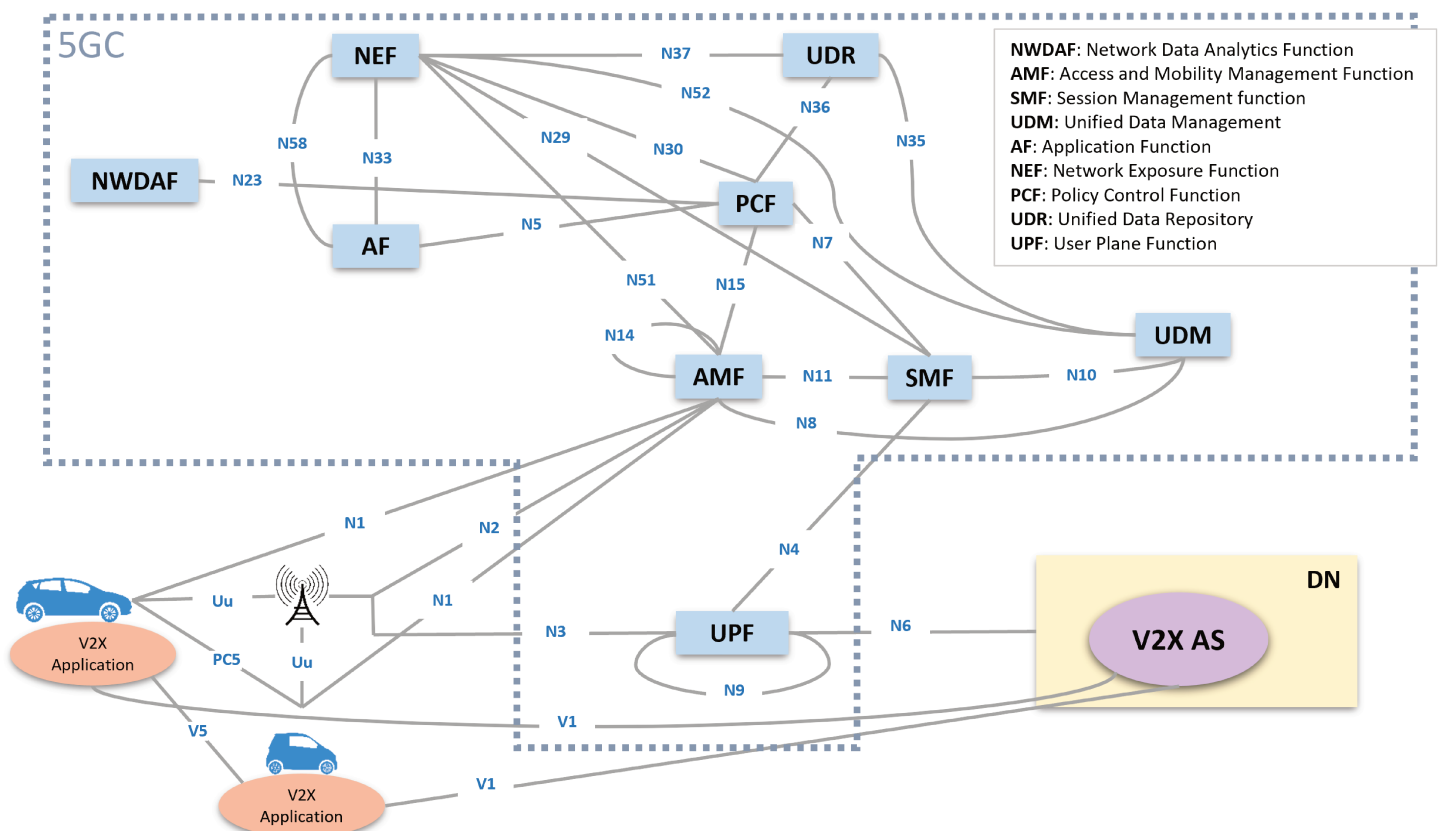 5GC
NEF
N37
UDR
NWDAF: Network Data Analytics Function
AMF: Access and Mobility Management Function
SMF: Session Management function
UDM: Unified Data Management
AF: Application Function
NEF: Network Exposure Function
PCF: Policy Control Function
UDR: Unified Data Repository
UPF: User Plane Function
N52
N36
N58
N33
N29
N30
N35
NWDAF
N23
PCF
AF
N5
N7
N51
N15
N14
UDM
AMF
N11
SMF
N10
N8
N1
N2
N4
Uu
N1
DN
N3
UPF
N6
V2X AS
V2X
Application
PC5
Uu
N9
V5
V1
V1
V2X
Application